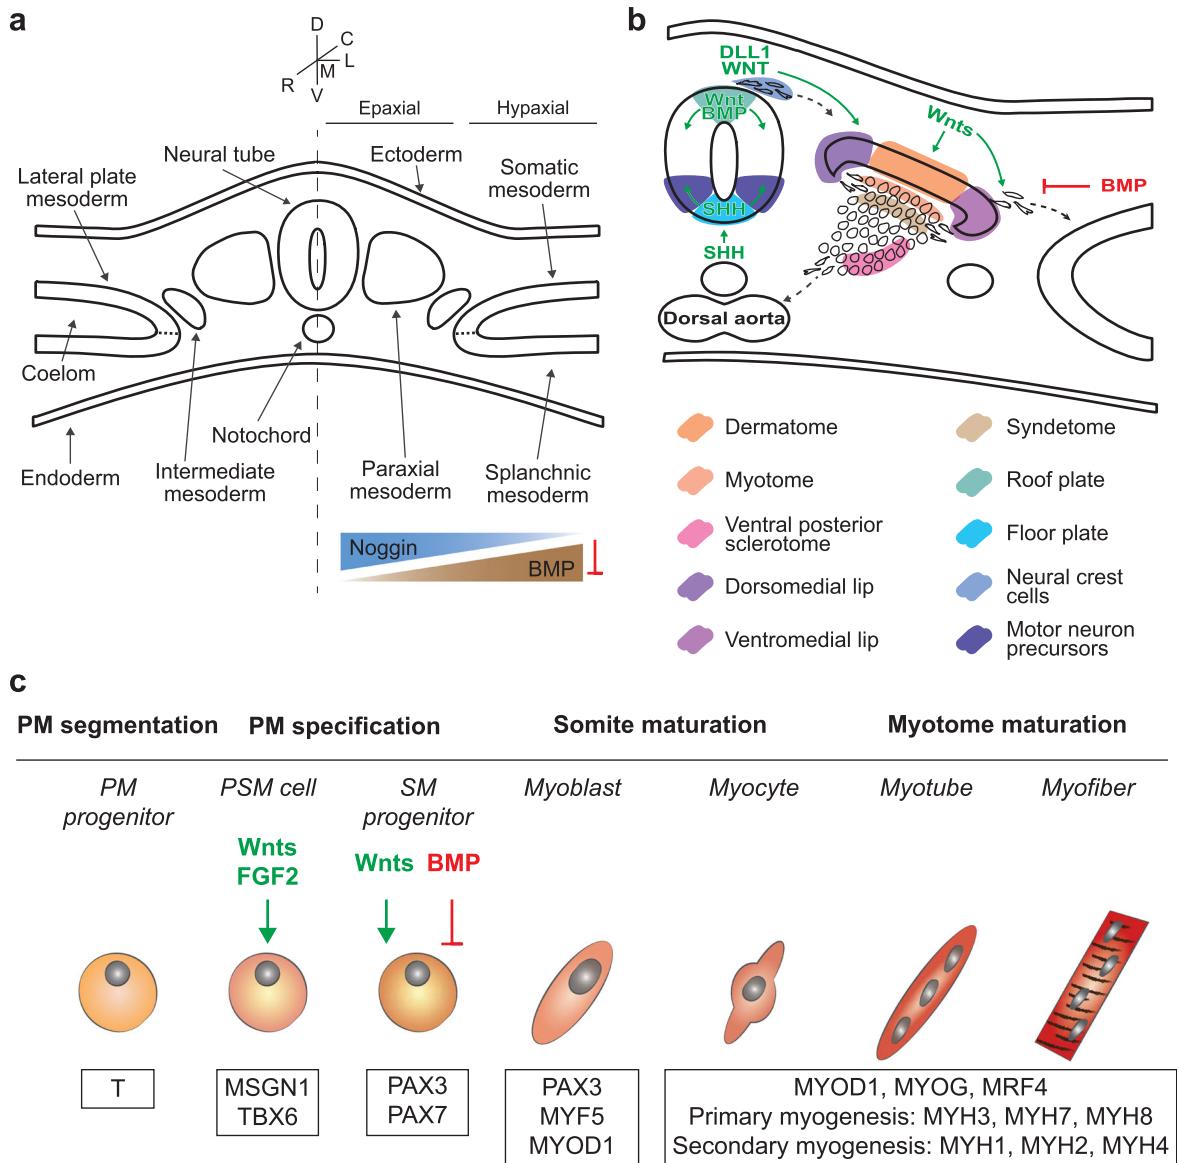 a
D
C
L
M
R
V
Epaxial
Hypaxial
Neural tube
Ectoderm
Somatic
mesoderm
Lateral plate
mesoderm
Coelom
Notochord
Endoderm
Intermediate
mesoderm
Paraxial
mesoderm
Splanchnic
mesoderm
Noggin
BMP
b
DLL1
WNT
Wnt
BMP
Wnts
BMP
SHH
SHH
Dorsal aorta
Dermatome
Myotome
Ventral posterior
sclerotome
Dorsomedial lip
Ventromedial lip
Syndetome
Roof plate
Floor plate
Neural crest
cells
Motor neuron
precursors
c
PM segmentation
PM specification
Somite maturation
Myotome maturation
PM
progenitor
PSM cell
SM
progenitor
Myoblast
Myocyte
Myotube
Myofiber
Wnts
FGF2
Wnts
BMP
T
MSGN1
TBX6
PAX3
PAX7
PAX3
MYF5
MYOD1
MYOD1, MYOG, MRF4
Primary myogenesis: MYH3, MYH7, MYH8
Secondary myogenesis: MYH1, MYH2, MYH4